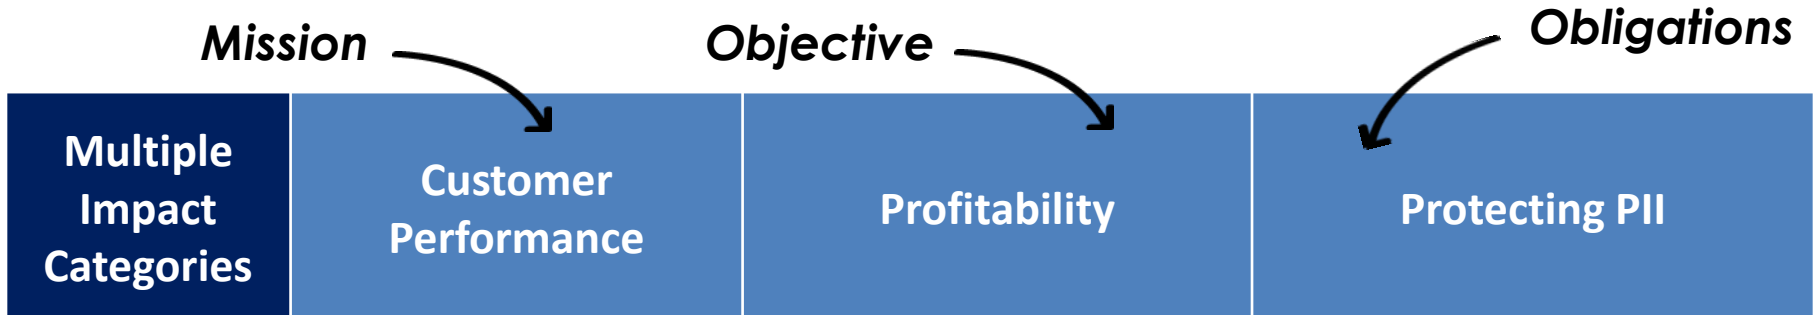 Mission
Objective
Obligations
Multiple
Impact
Categories
Customer
Performance
Profitability
Protecting PII